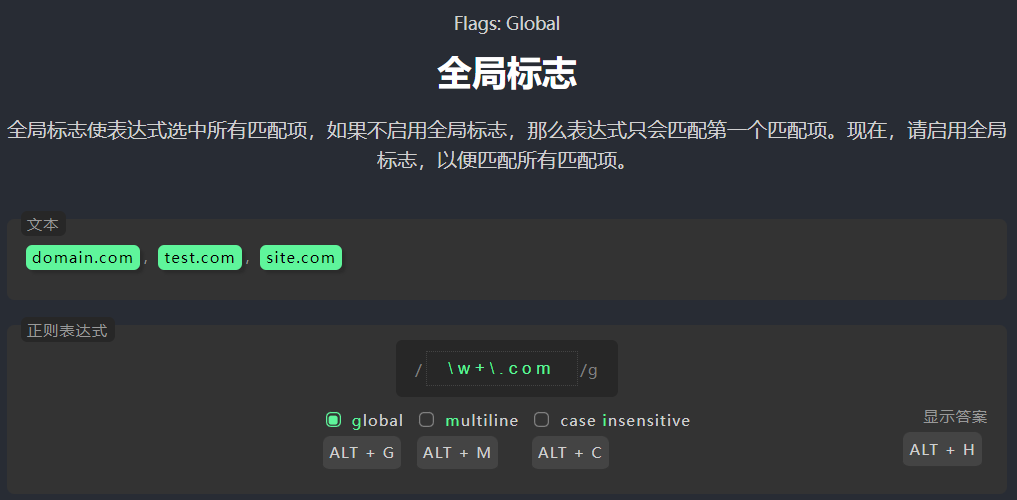 Flags: Global
全局标志
全局标志使表达式选中所有匹配项，如果不启用全局标志，那么表达式只会匹配第一个匹配项。现在，请启用全局
标志，以便匹配所有匹配项。
文本
domain.com, test.com, site.com
正则表达式
/ \w+\.com /g
global multiline case insensitive
显示答案
ALT + G ALT + M ALT + C ALT + H